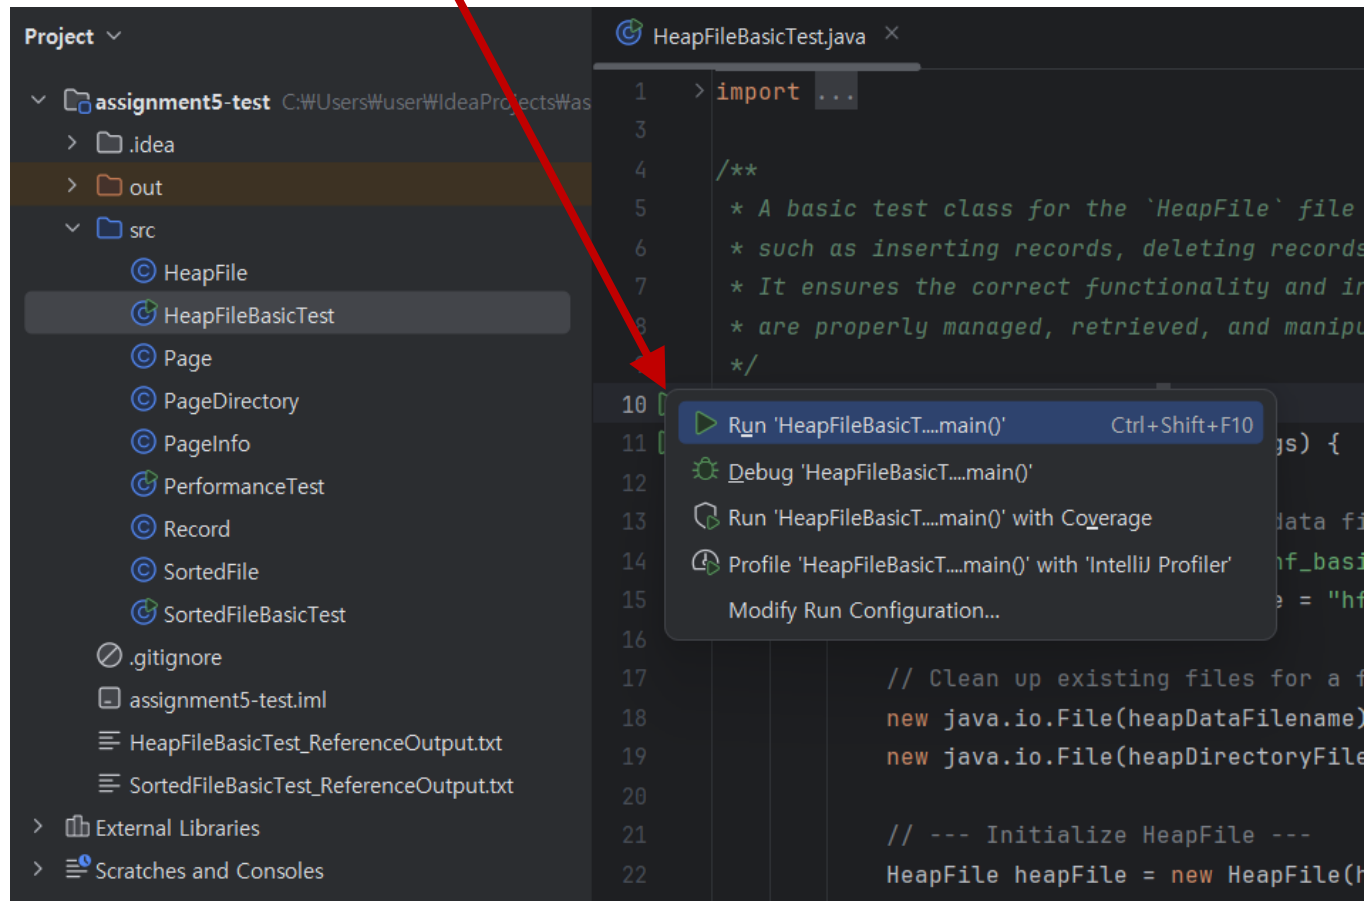 Project
assignment5-test C:₩Users₩user₩IdeaProjects₩as
.idea
out
src
HeapFile
HeapFileBasicTest
Page
PageDirectory
PageInfo
PerformanceTest
Record
SortedFile
SortedFileBasicTest
.gitignore
assignment5-test.iml
HeapFileBasicTest_ReferenceOutput.txt
SortedFileBasicTest_ReferenceOutput.txt
External Libraries
Scratches and Consoles
HeapFileBasicTest.java
1 import ...
3
4 /**
5 * A basic test class for the `HeapFile` file
6 * such as inserting records, deleting records
7 * It ensures the correct functionality and in
8 * are properly managed, retrieved, and manipu
*/
10
11 gs) {
12
13 data fi
14 hf_basi
15 e = "hf
16
17 // Clean up existing files for a f
18 new java.io.File(heapDataFilename)
19 new java.io.File(heapDirectoryFile
20
21 // --- Initialize HeapFile ---
22 HeapFile heapFile = new HeapFile(h
Run 'HeapFileBasicT....main()' Ctrl+Shift+F10
Debug 'HeapFileBasicT....main()'
Run 'HeapFileBasicT....main()' with Coverage
Profile 'HeapFileBasicT....main()' with 'IntelliJ Profiler'
Modify Run Configuration...